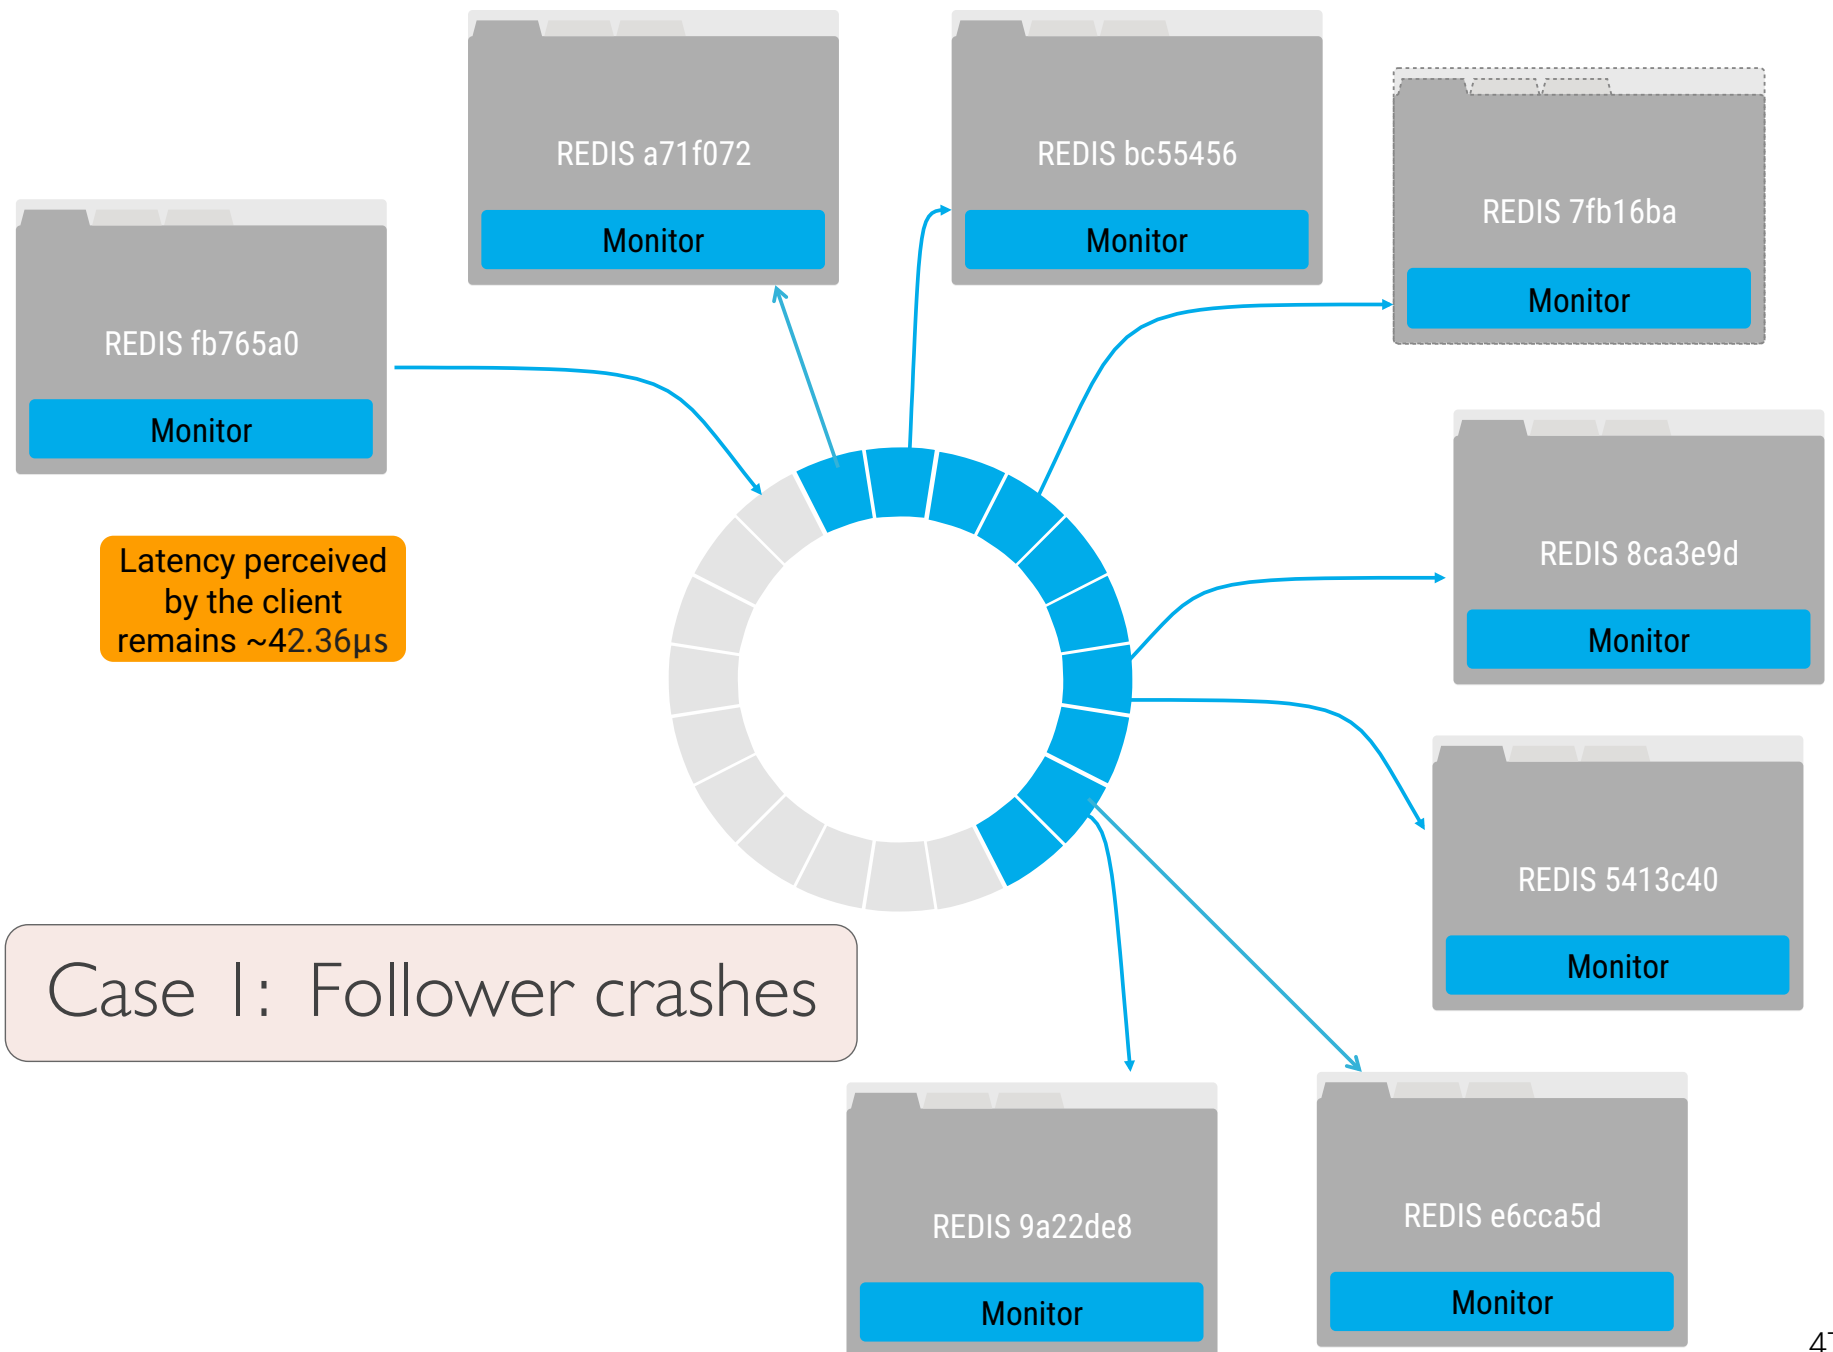 REDIS a71f072
Monitor
REDIS bc55456
Monitor
REDIS 7fb16ba
Monitor
REDIS fb765a0
Monitor
Latency perceived
by the client
remains ~42.36µs
REDIS 8ca3e9d
Monitor
REDIS 5413c40
Monitor
Case 1: Follower crashes
REDIS 9a22de8
Monitor
REDIS e6cca5d
Monitor